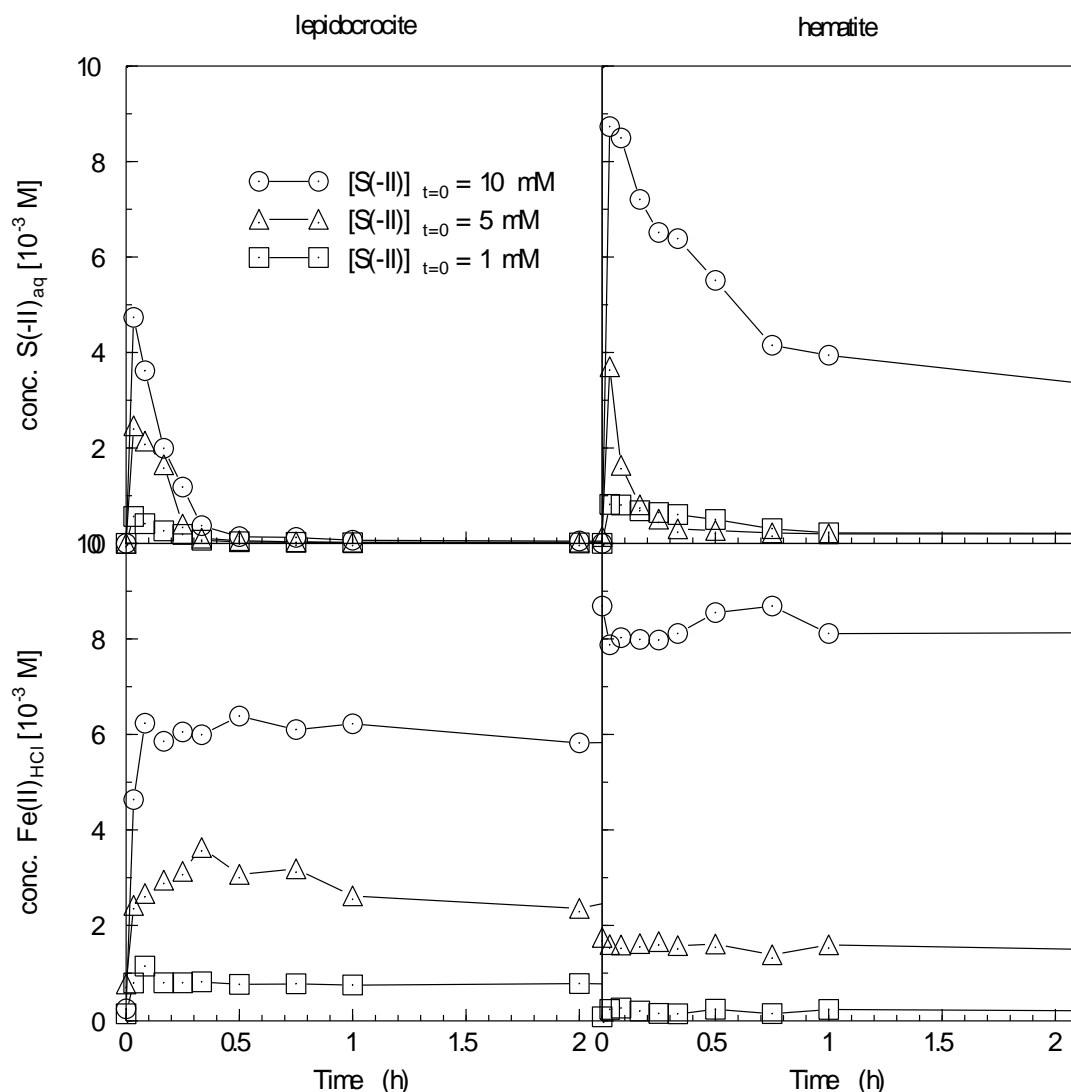 lepidocrocite
hematite
10
8
6
4
2
0
10
8
6
4
2
0
conc. S(-II)aq [10-3 M]
conc. Fe(II)HCl [10-3 M]
[S(-II)] t=0 = 10 mM
[S(-II)] t=0 = 5 mM
[S(-II)] t=0 = 1 mM
0 0.5 1 1.5 2 0 0.5 1 1.5 2
Time (h)
Time (h)